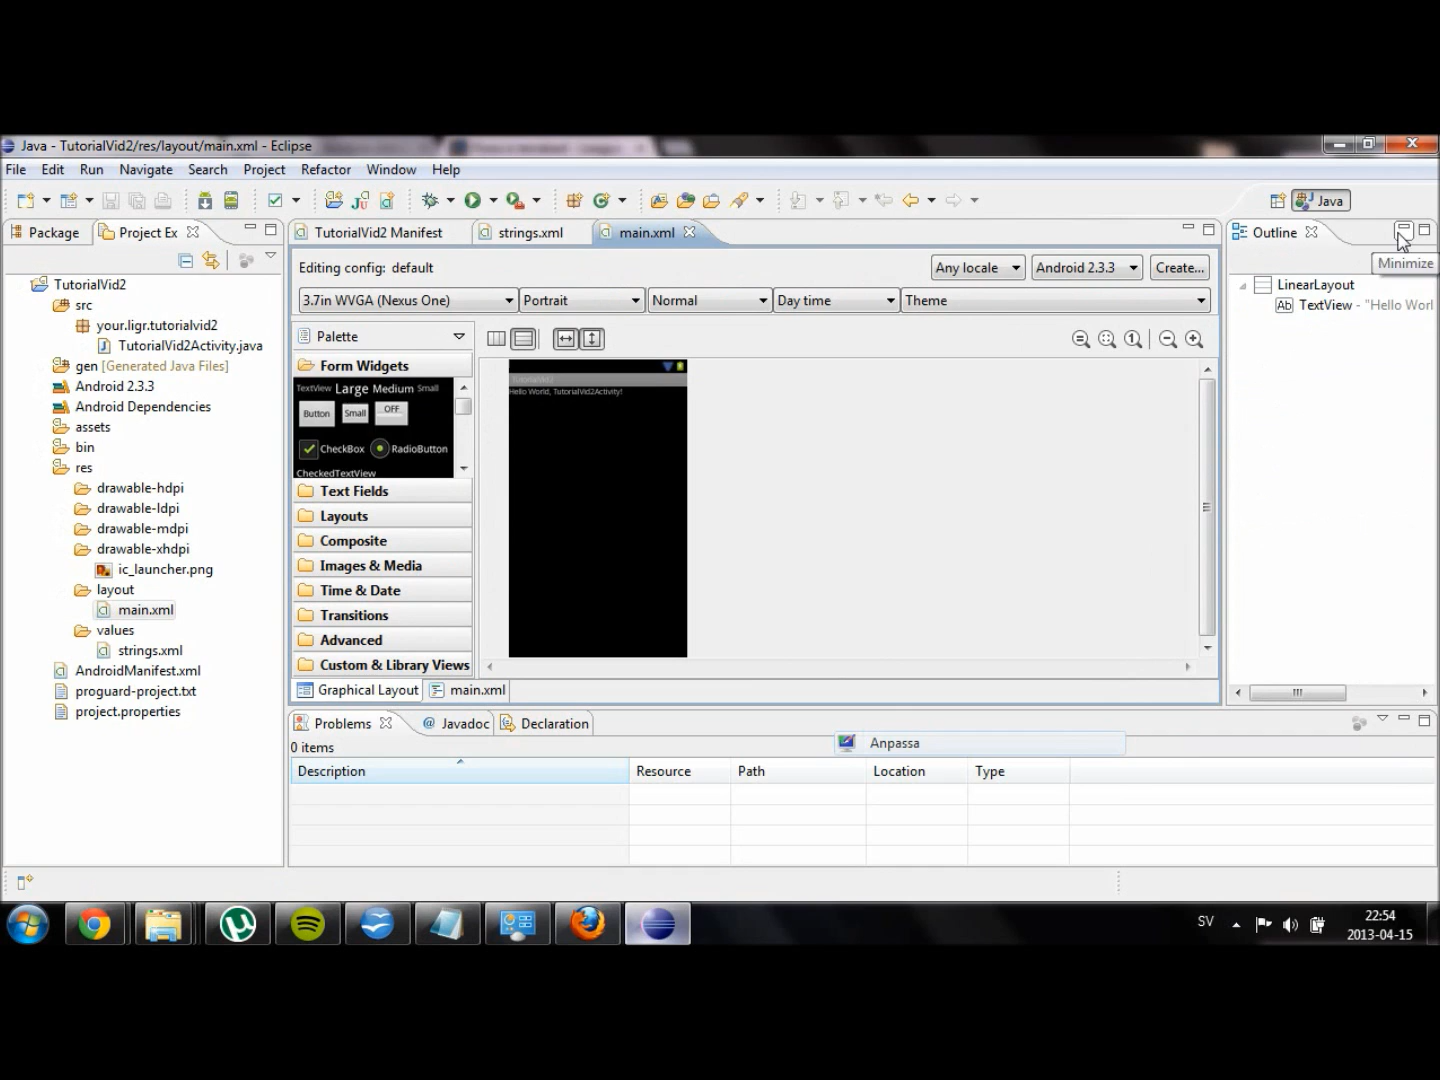 Java - TutorialVid2/res/layout/main.xml - Eclipse
File Edit Run Navigate Search Project Refactor Window Help
Java
Package Project Ex
TutorialVid2 Manifest strings.xml main.xml
Outline
Minimize
Editing config: default Any locale Android 2.3.3 Create...
3.7in WVGA (Nexus One) Portrait Normal Day time Theme
TutorialVid2
src
your.ligr.tutorialvid2
TutorialVid2Activity.java
gen [Generated Java Files]
Android 2.3.3
Android Dependencies
assets
bin
res
drawable-hdpi
drawable-ldpi
drawable-mdpi
drawable-xhdpi
ic_launcher.png
layout
main.xml
values
strings.xml
AndroidManifest.xml
proguard-project.txt
project.properties
Palette
Form Widgets
TextView Large Medium Small
Button Small OFF
CheckBox RadioButton
CheckedTextView
Text Fields
Layouts
Composite
Images & Media
Time & Date
Transitions
Advanced
Custom & Library Views
Graphical Layout main.xml
1
TutorialVid2
Hello World, TutorialVid2Activity!
LinearLayout
Ab TextView - "Hello Worl
Problems @ Javadoc Declaration
0 items
Anpassa
Description Resource Path Location Type
SV
22:54
2013-04-15